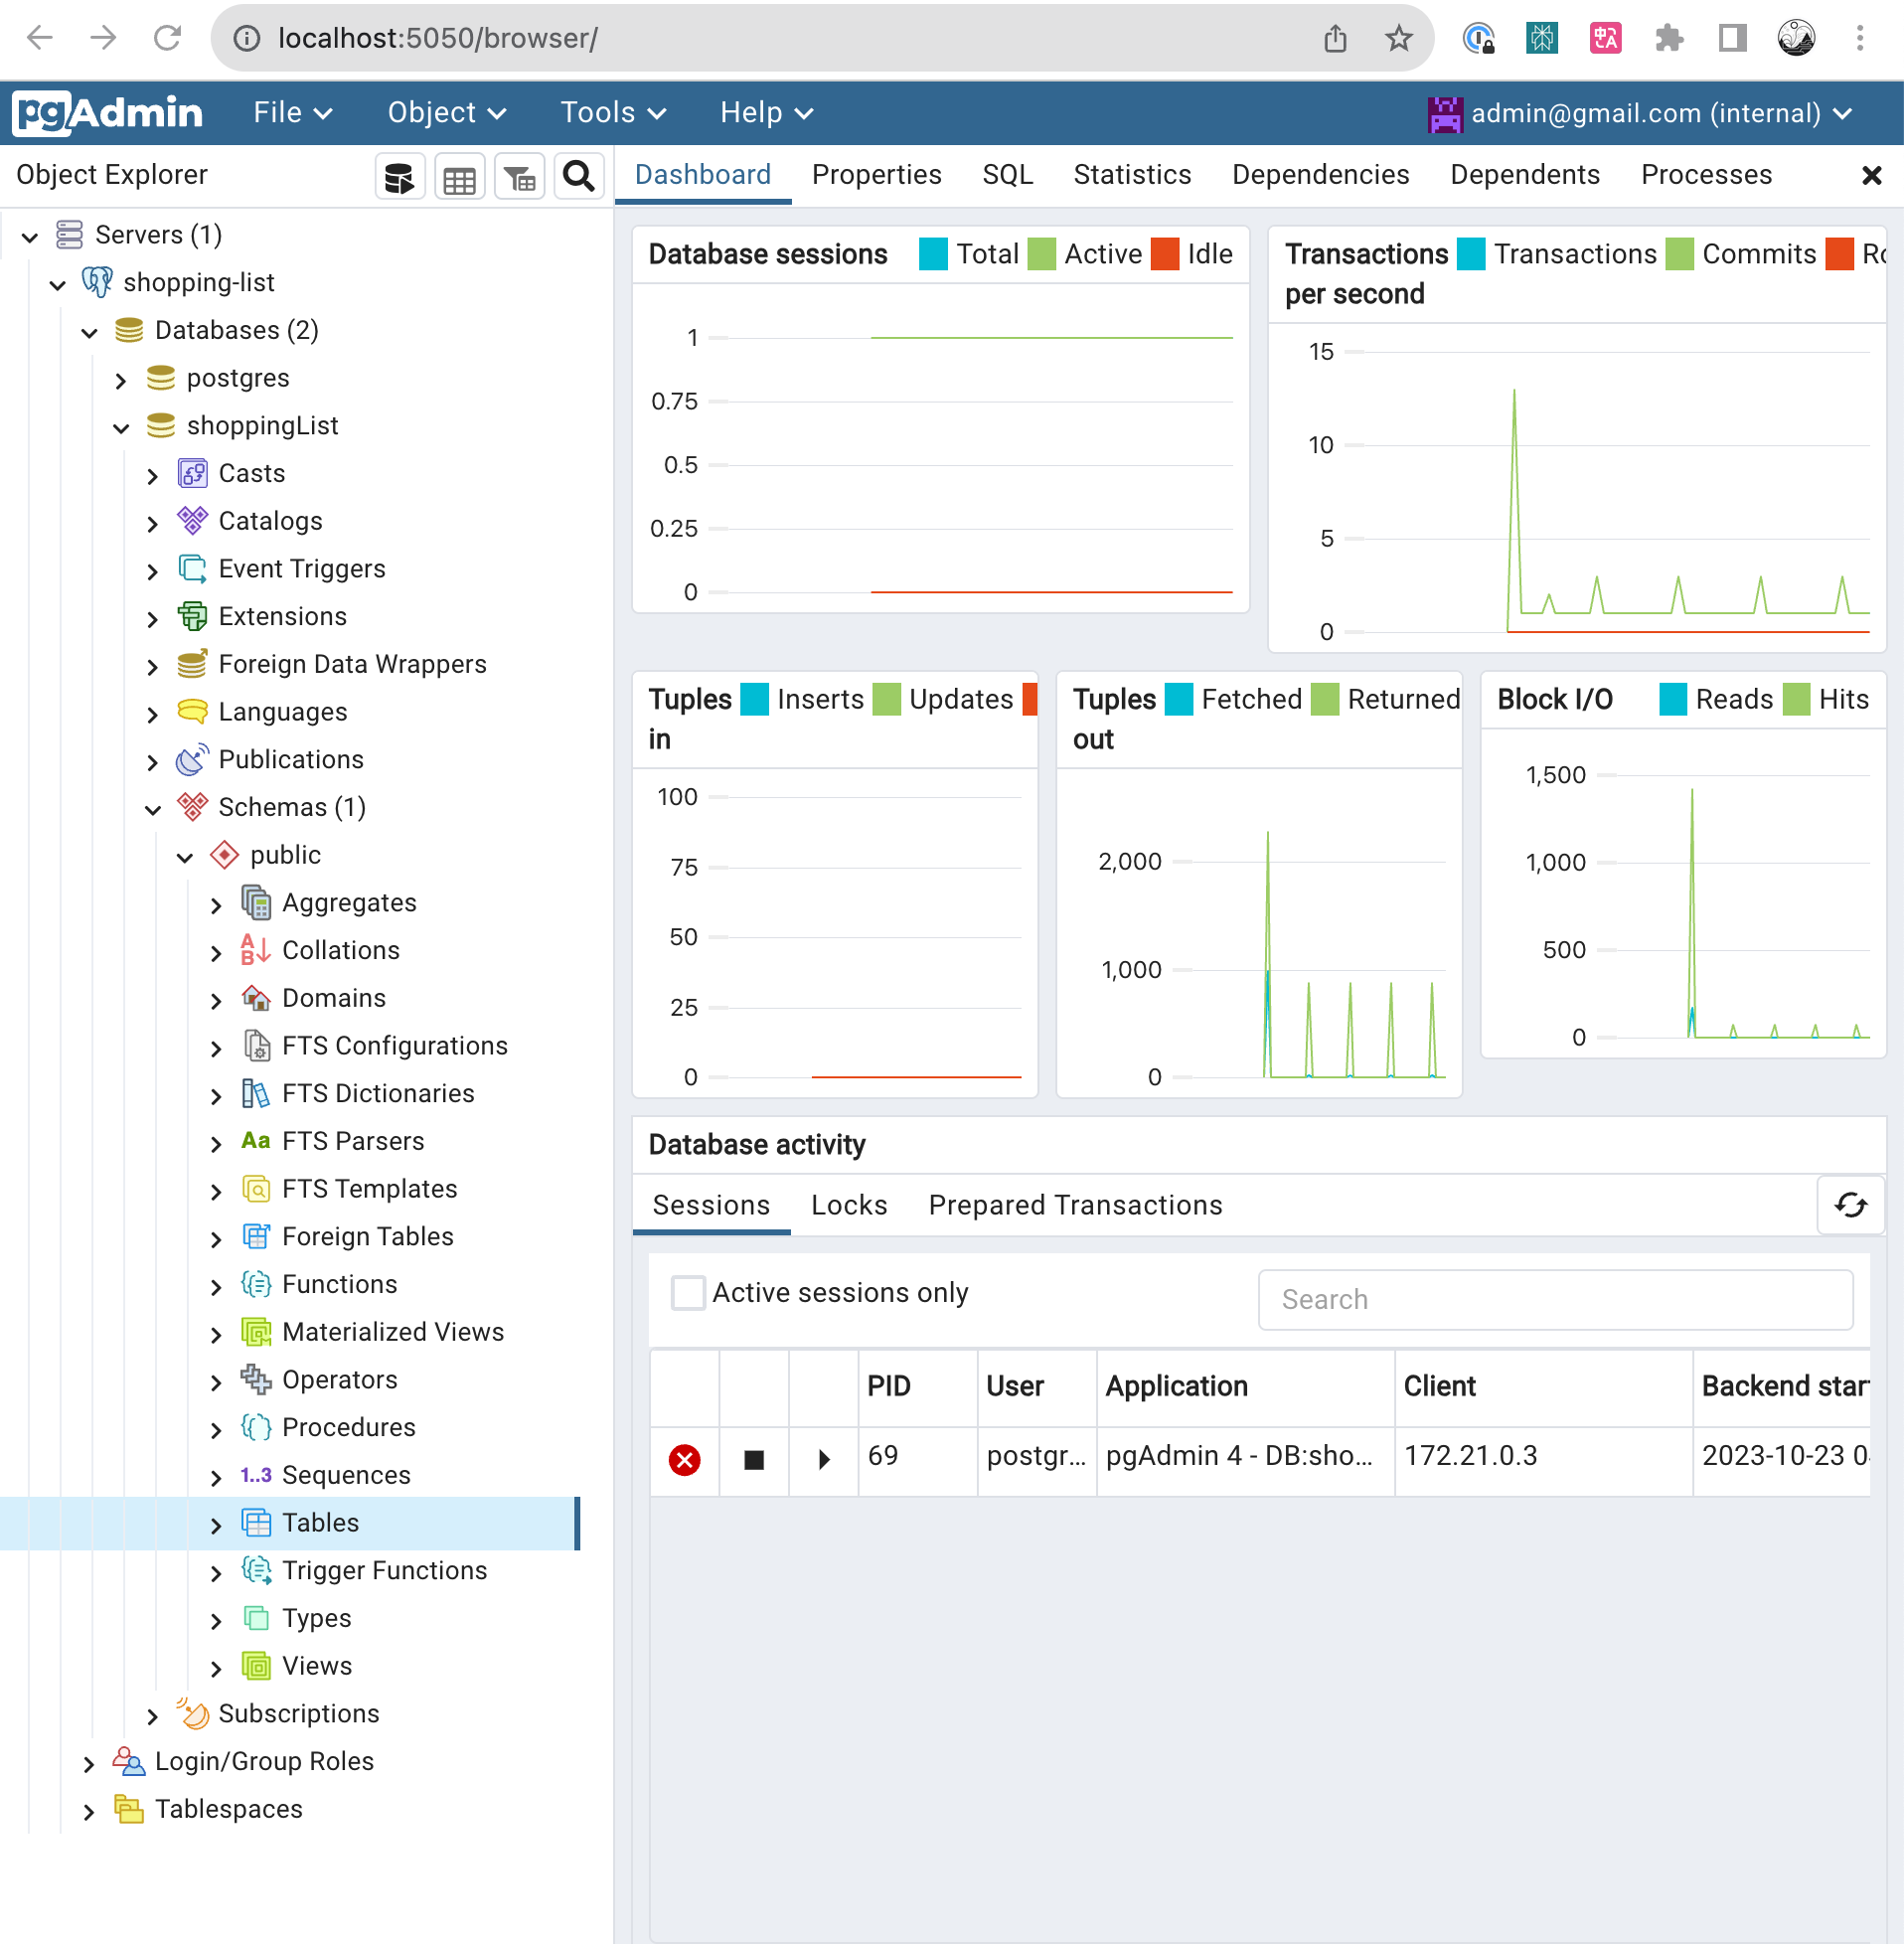 localhost:5050/browser/
pgAdmin File Object Tools Help admin@gmail.com (internal)
Object Explorer
Dashboard Properties SQL Statistics Dependencies Dependents Processes
Servers (1)
shopping-list
Databases (2)
postgres
shoppingList
Casts
Catalogs
Event Triggers
Extensions
Foreign Data Wrappers
Languages
Publications
Schemas (1)
public
Aggregates
Collations
Domains
FTS Configurations
FTS Dictionaries
Aa FTS Parsers
FTS Templates
Foreign Tables
Functions
Materialized Views
Operators
Procedures
1..3 Sequences
Tables
Trigger Functions
Types
Views
Subscriptions
Login/Group Roles
Tablespaces
Database sessions Total Active Idle
1
0.75
0.5
0.25
0
Transactions per second Transactions Commits Ro
15
10
5
0
Tuples in Inserts Updates
100
75
50
25
0
Tuples out Fetched Returned
2,000
1,000
0
Block I/O Reads Hits
1,500
1,000
500
0
Database activity
Sessions Locks Prepared Transactions
Active sessions only Search
PID User Application Client Backend star
69 postgr... pgAdmin 4 - DB:sho... 172.21.0.3 2023-10-23 0